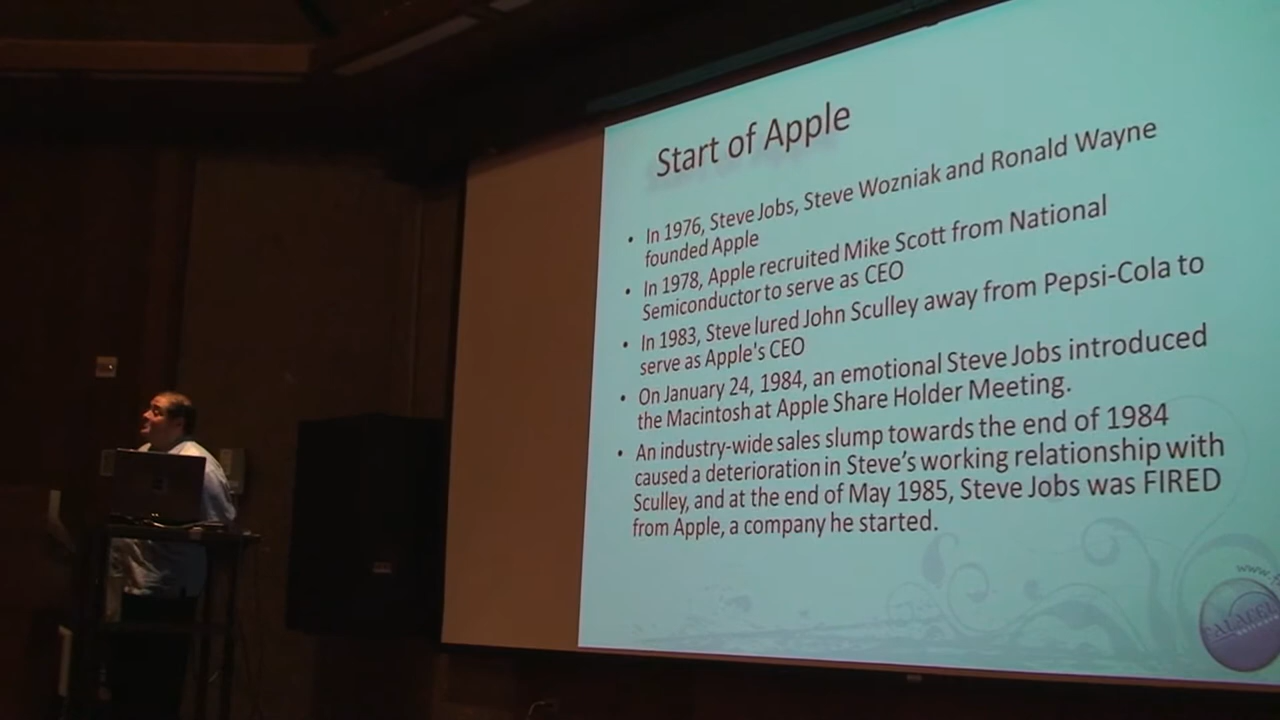 Start of Apple
• In 1976, Steve Jobs, Steve Wozniak and Ronald Wayne
founded Apple
• In 1978, Apple recruited Mike Scott from National
Semiconductor to serve as CEO
• In 1983, Steve lured John Sculley away from Pepsi-Cola to
serve as Apple's CEO
• On January 24, 1984, an emotional Steve Jobs introduced
the Macintosh at Apple Share Holder Meeting.
• An industry-wide sales slump towards the end of 1984
caused a deterioration in Steve's working relationship with
Sculley, and at the end of May 1985, Steve Jobs was FIRED
from Apple, a company he started.
www.